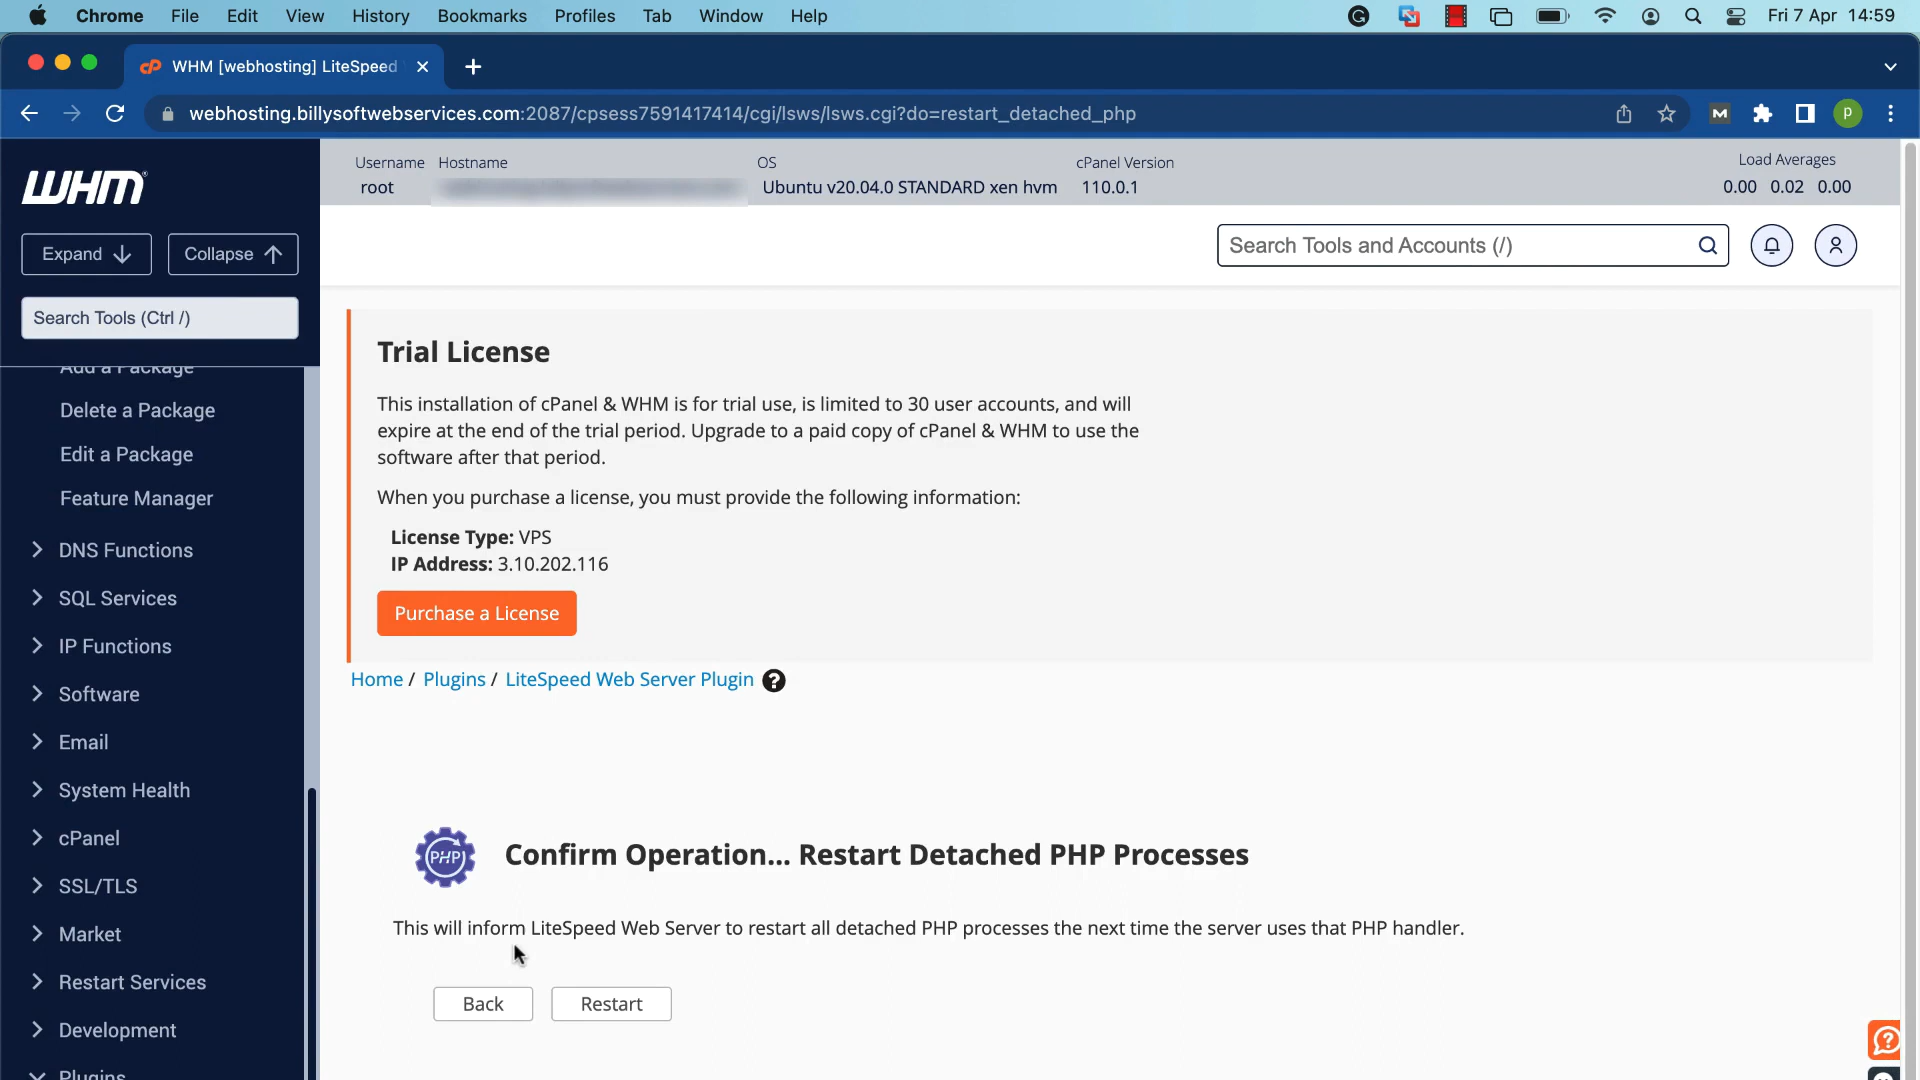 Chrome File Edit View History Bookmarks Profiles Tab Window Help Fri 7 Apr 14:59
WHM [webhosting] LiteSpeed
webhosting.billysoftwebservices.com:2087/cpsess7591417414/cgi/lsws/lsws.cgi?do=restart_detached_php
M
p
WHM
Expand
Collapse
Search Tools (Ctrl /)
Add a Package
Delete a Package
Edit a Package
Feature Manager
DNS Functions
SQL Services
IP Functions
Software
Email
System Health
cPanel
SSL/TLS
Market
Restart Services
Development
Plugins
Username Hostname OS cPanel Version Load Averages
root Ubuntu v20.04.0 STANDARD xen hvm 110.0.1 0.00 0.02 0.00
Search Tools and Accounts (/)
Trial License
This installation of cPanel & WHM is for trial use, is limited to 30 user accounts, and will
expire at the end of the trial period. Upgrade to a paid copy of cPanel & WHM to use the
software after that period.
When you purchase a license, you must provide the following information:
License Type: VPS
IP Address: 3.10.202.116
Purchase a License
Home / Plugins / LiteSpeed Web Server Plugin ?
PHP
Confirm Operation... Restart Detached PHP Processes
This will inform LiteSpeed Web Server to restart all detached PHP processes the next time the server uses that PHP handler.
Back
Restart